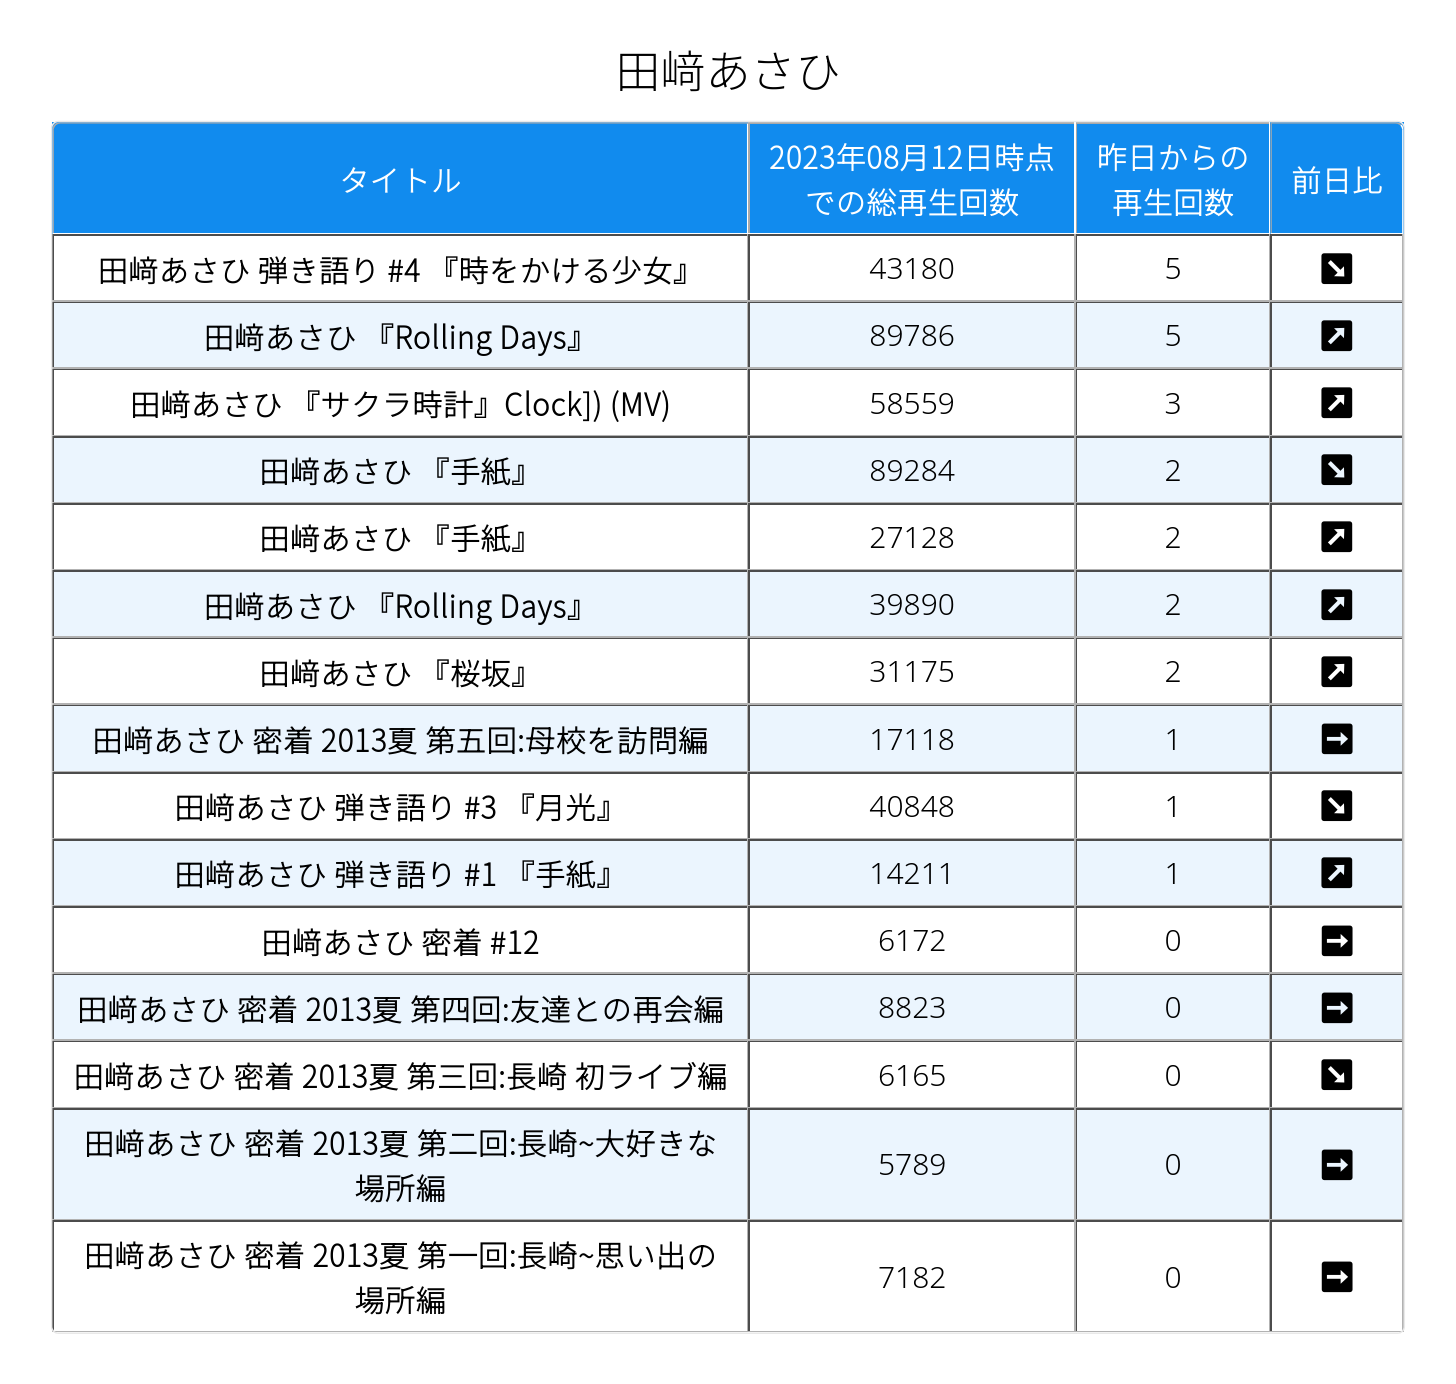 田﨑あさひ
タイトル
2023年08月12日時点
での総再生回数
昨日からの
再生回数
前日比
田﨑あさひ 弾き語り #4 『時をかける少女』
43180
5
田﨑あさひ 『Rolling Days』
89786
5
田﨑あさひ 『サクラ時計』Clock]) (MV)
58559
3
田﨑あさひ 『手紙』
89284
2
田﨑あさひ 『手紙』
27128
2
田﨑あさひ 『Rolling Days』
39890
2
田﨑あさひ 『桜坂』
31175
2
田﨑あさひ 密着 2013夏 第五回:母校を訪問編
17118
1
田﨑あさひ 弾き語り #3 『月光』
40848
1
田﨑あさひ 弾き語り #1 『手紙』
14211
1
田﨑あさひ 密着 #12
6172
0
田﨑あさひ 密着 2013夏 第四回:友達との再会編
8823
0
田﨑あさひ 密着 2013夏 第三回:長崎 初ライブ編
6165
0
田﨑あさひ 密着 2013夏 第二回:長崎~大好きな
場所編
5789
0
田﨑あさひ 密着 2013夏 第一回:長崎~思い出の
場所編
7182
0